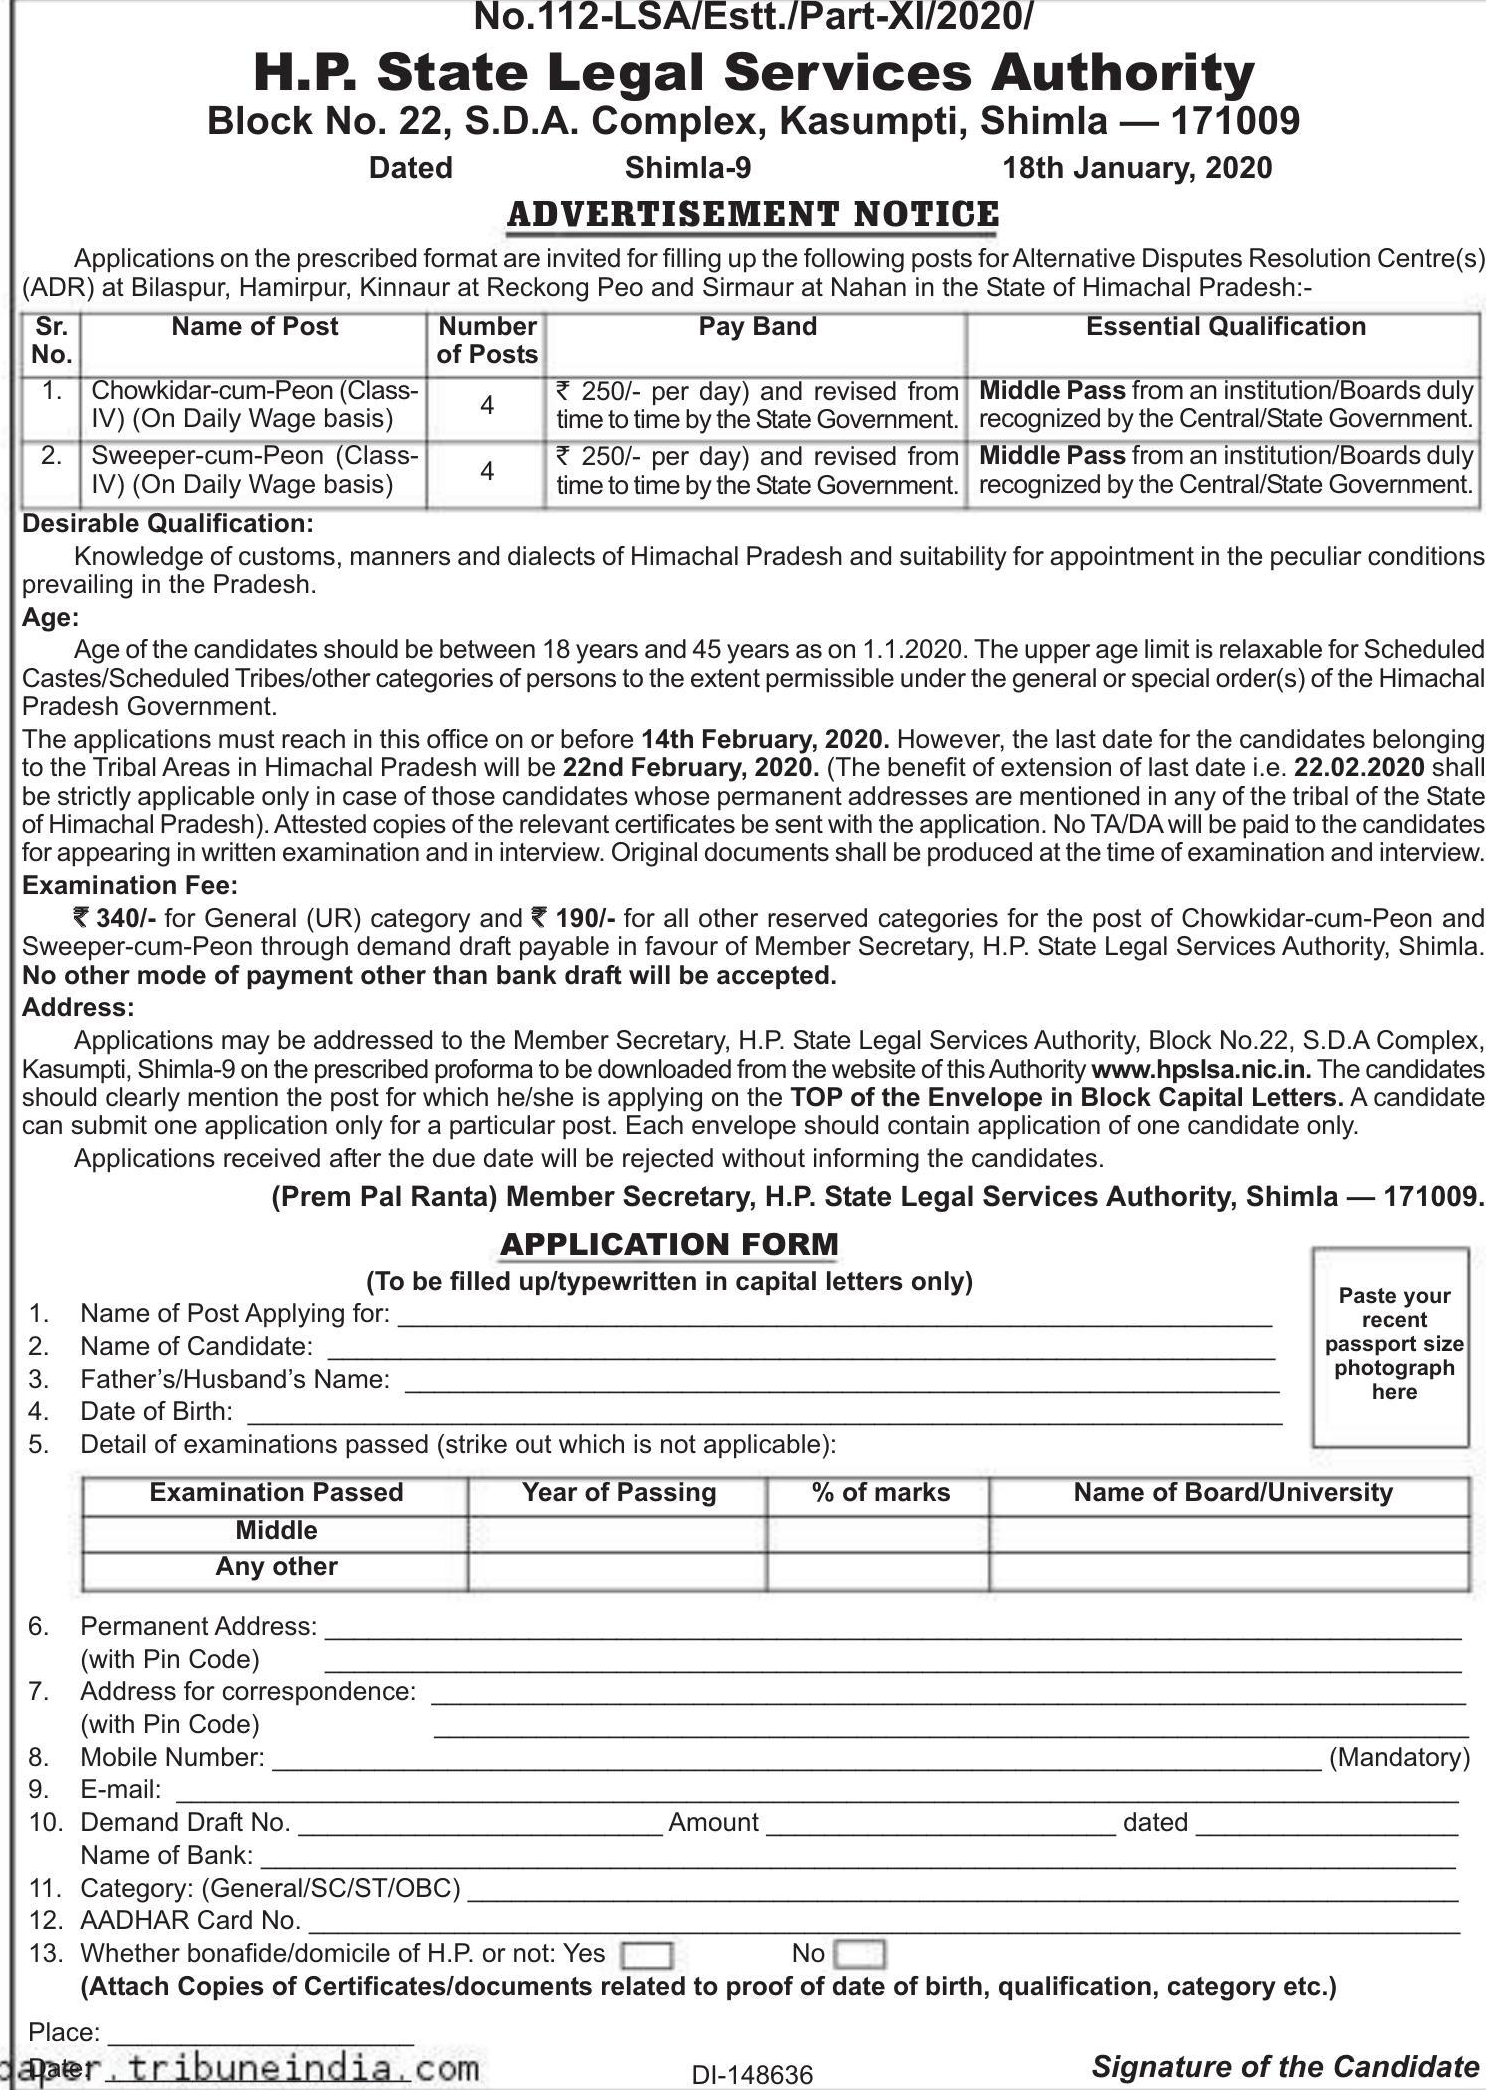 No.112-LSA/Estt./Part-XI/2020/
H.P. State Legal Services Authority
Block No. 22, S.D.A. Complex, Kasumpti, Shimla — 171009
Dated Shimla-9 18th January, 2020
ADVERTISEMENT NOTICE
Applications on the prescribed format are invited for filling up the following posts for Alternative Disputes Resolution Centre(s)
(ADR) at Bilaspur, Hamirpur, Kinnaur at Reckong Peo and Sirmaur at Nahan in the State of Himachal Pradesh:-
Sr. No. Name of Post Number of Posts Pay Band Essential Qualification
1. Chowkidar-cum-Peon (Class- 4 ₹ 250/- per day) and revised from Middle Pass from an institution/Boards duly
IV) (On Daily Wage basis) time to time by the State Government. recognized by the Central/State Government.
2. Sweeper-cum-Peon (Class- 4 ₹ 250/- per day) and revised from Middle Pass from an institution/Boards duly
IV) (On Daily Wage basis) time to time by the State Government. recognized by the Central/State Government.
Desirable Qualification:
Knowledge of customs, manners and dialects of Himachal Pradesh and suitability for appointment in the peculiar conditions
prevailing in the Pradesh.
Age:
Age of the candidates should be between 18 years and 45 years as on 1.1.2020. The upper age limit is relaxable for Scheduled
Castes/Scheduled Tribes/other categories of persons to the extent permissible under the general or special order(s) of the Himachal
Pradesh Government.
The applications must reach in this office on or before 14th February, 2020. However, the last date for the candidates belonging
to the Tribal Areas in Himachal Pradesh will be 22nd February, 2020. (The benefit of extension of last date i.e. 22.02.2020 shall
be strictly applicable only in case of those candidates whose permanent addresses are mentioned in any of the tribal of the State
of Himachal Pradesh). Attested copies of the relevant certificates be sent with the application. No TA/DA will be paid to the candidates
for appearing in written examination and in interview. Original documents shall be produced at the time of examination and interview.
Examination Fee:
₹ 340/- for General (UR) category and ₹ 190/- for all other reserved categories for the post of Chowkidar-cum-Peon and
Sweeper-cum-Peon through demand draft payable in favour of Member Secretary, H.P. State Legal Services Authority, Shimla.
No other mode of payment other than bank draft will be accepted.
Address:
Applications may be addressed to the Member Secretary, H.P. State Legal Services Authority, Block No.22, S.D.A Complex,
Kasumpti, Shimla-9 on the prescribed proforma to be downloaded from the website of this Authority www.hpslsa.nic.in. The candidates
should clearly mention the post for which he/she is applying on the TOP of the Envelope in Block Capital Letters. A candidate
can submit one application only for a particular post. Each envelope should contain application of one candidate only.
Applications received after the due date will be rejected without informing the candidates.
(Prem Pal Ranta) Member Secretary, H.P. State Legal Services Authority, Shimla — 171009.
APPLICATION FORM
(To be filled up/typewritten in capital letters only)
Paste your
recent
passport size
photograph
here
1. Name of Post Applying for:
2. Name of Candidate:
3. Father's/Husband's Name:
4. Date of Birth:
5. Detail of examinations passed (strike out which is not applicable):
Examination Passed Year of Passing % of marks Name of Board/University
Middle
Any other
6. Permanent Address:
(with Pin Code)
7. Address for correspondence:
(with Pin Code)
8. Mobile Number: (Mandatory)
9. E-mail:
10. Demand Draft No. Amount dated
Name of Bank:
11. Category: (General/SC/ST/OBC)
12. AADHAR Card No.
13. Whether bonafide/domicile of H.P. or not: Yes No
(Attach Copies of Certificates/documents related to proof of date of birth, qualification, category etc.)
Place:
Date:
paper.tribuneindia.com
DI-148636
Signature of the Candidate